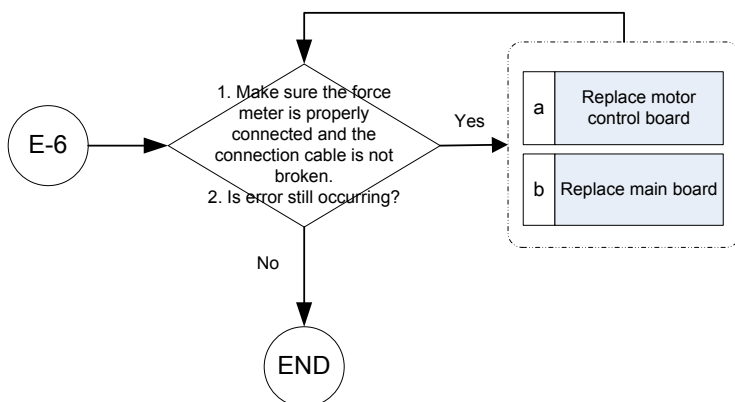 E-6
1. Make sure the force
meter is properly
connected and the
connection cable is not
broken.
2. Is error still occurring?
Yes
a
Replace motor
control board
b
Replace main board
No
END